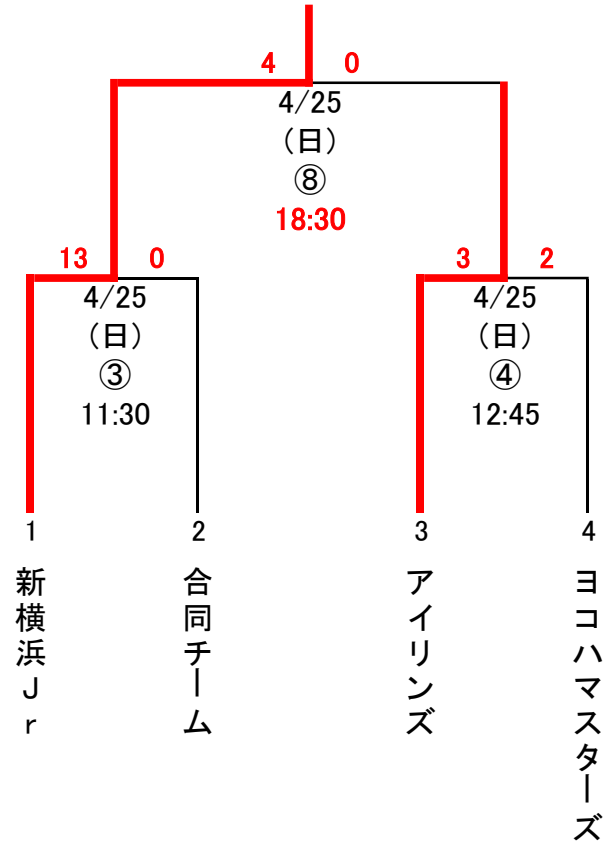 4 0
4/25
（日）
⑧
18:30
13 0
4/25
（日）
③
11:30
3 2
4/25
（日）
④
12:45
1
2
3
4
新横浜Jr
合同チーム
アイリンズ
ヨコハマスターズ